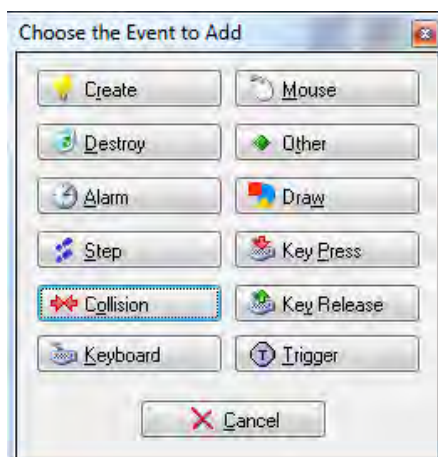 Choose the Event to Add
Create
Mouse
Destroy
Other
Alarm
Draw
Step
Key Press
Collision
Key Release
Keyboard
T
Trigger
Cancel